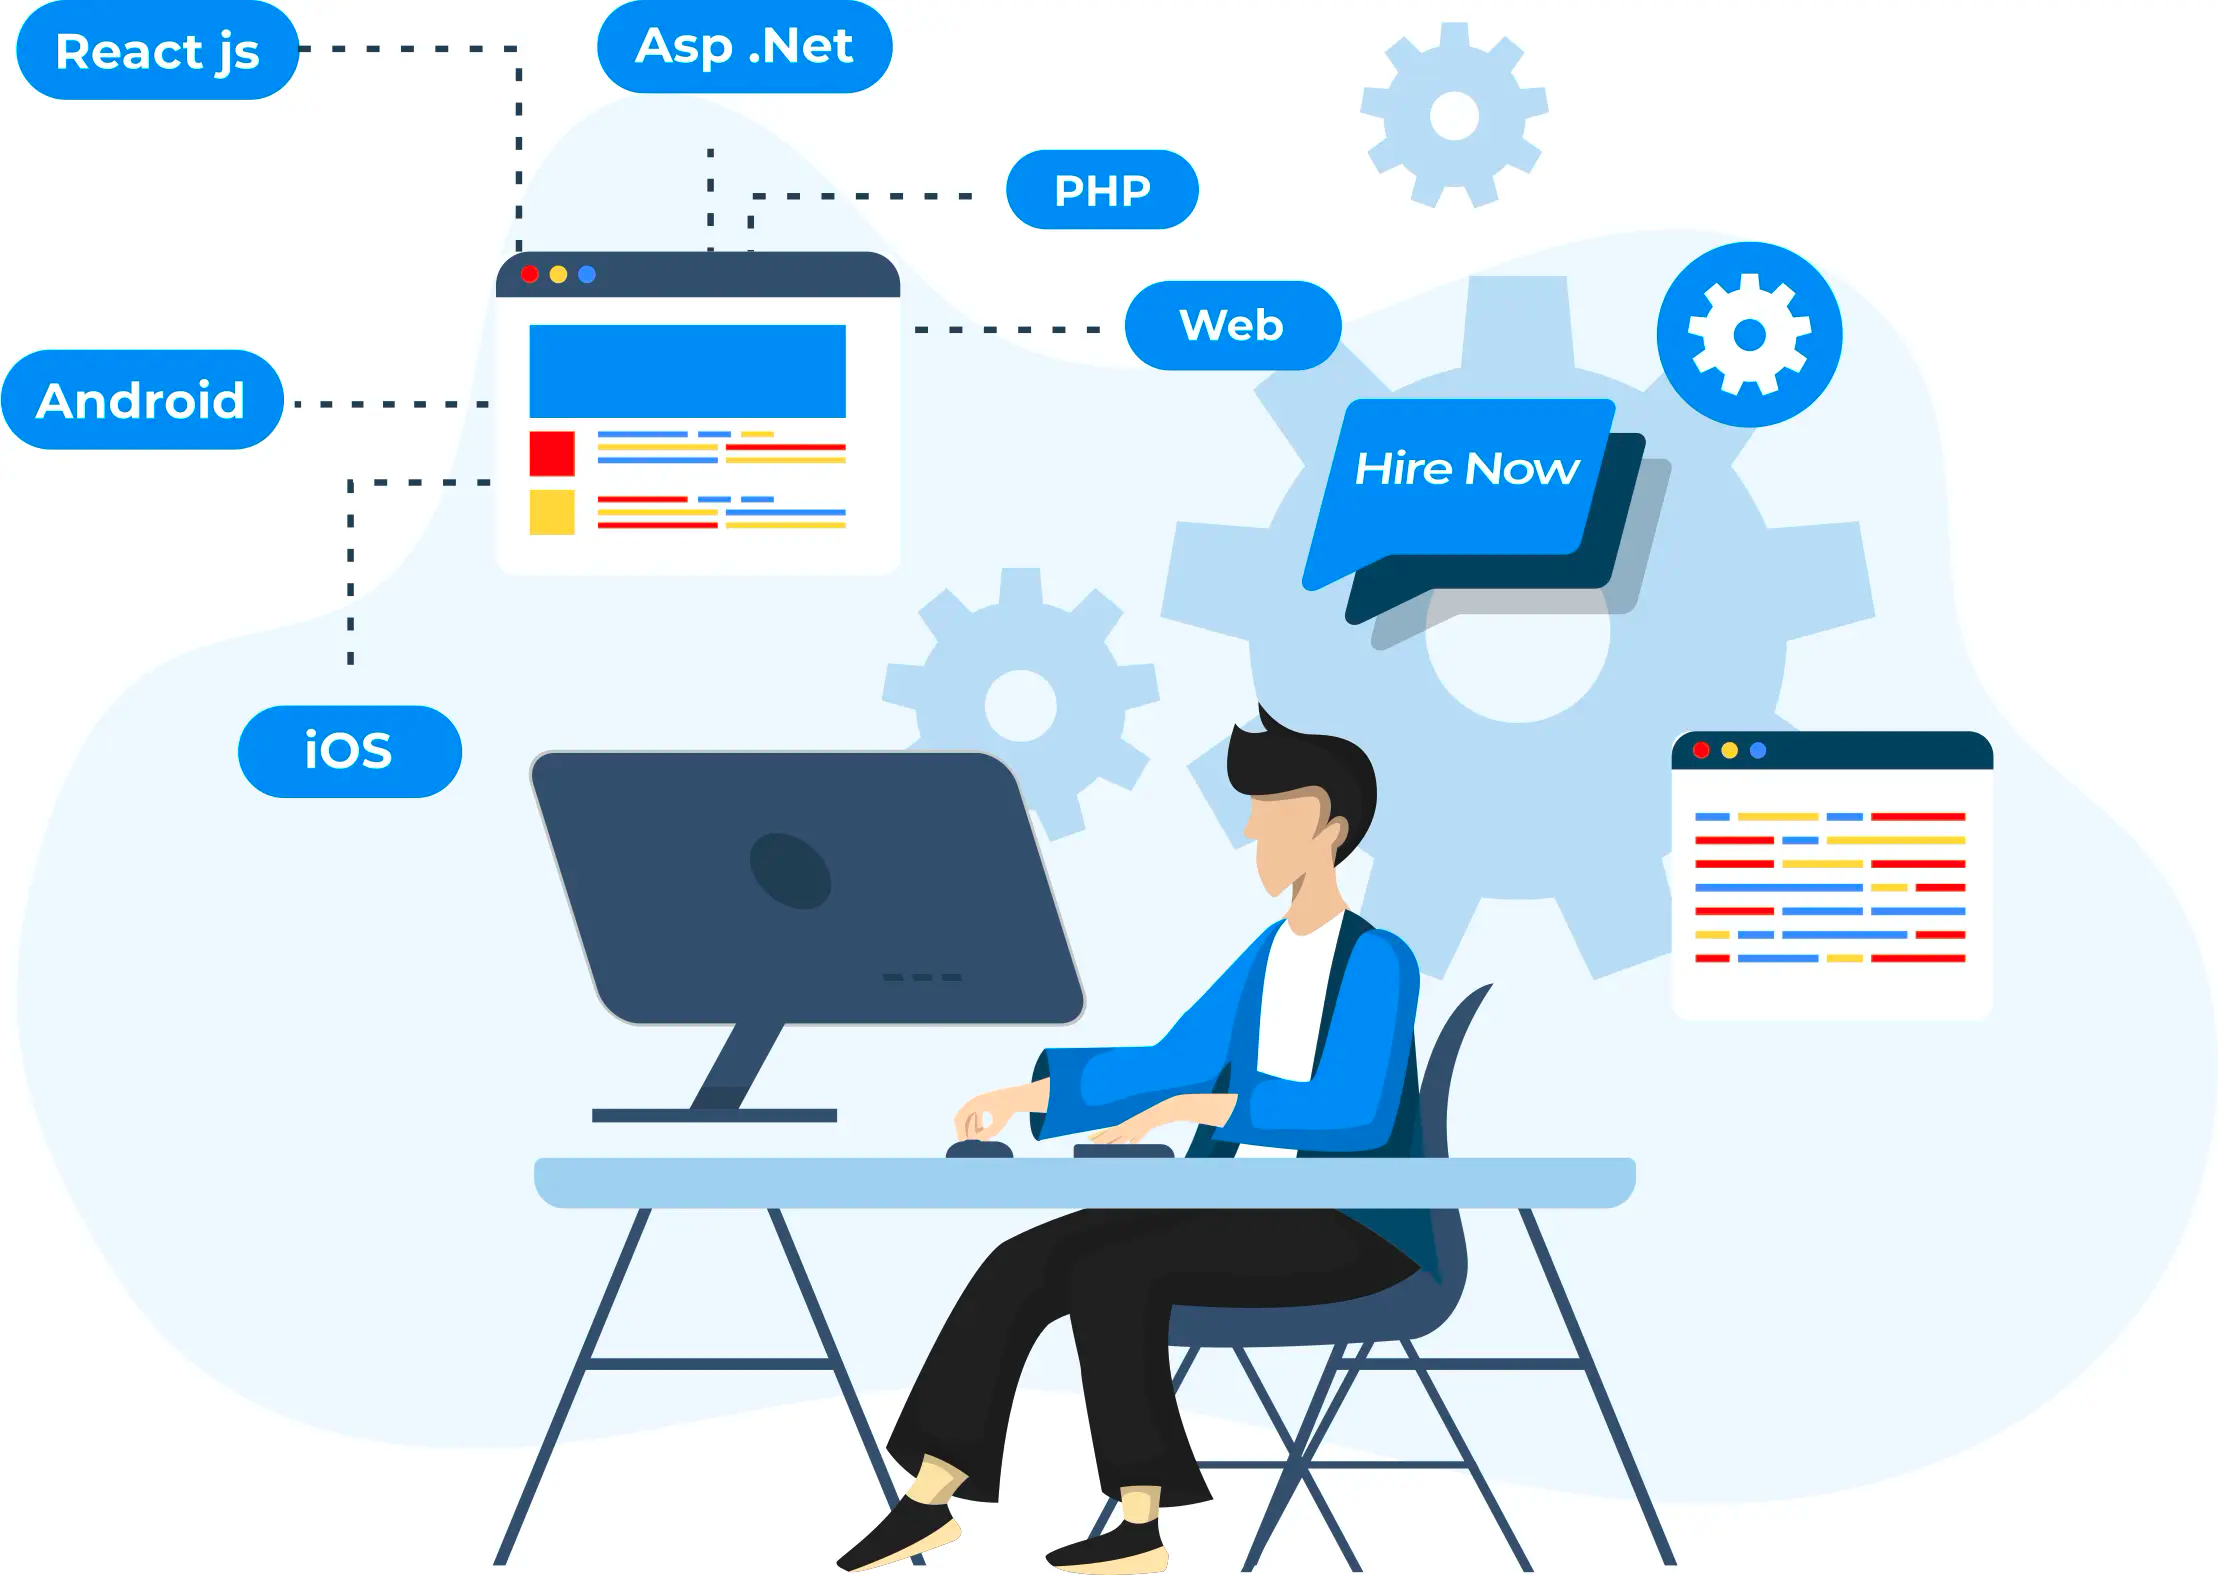 React js
Asp .Net
PHP
Web
Android
Hire Now
iOS